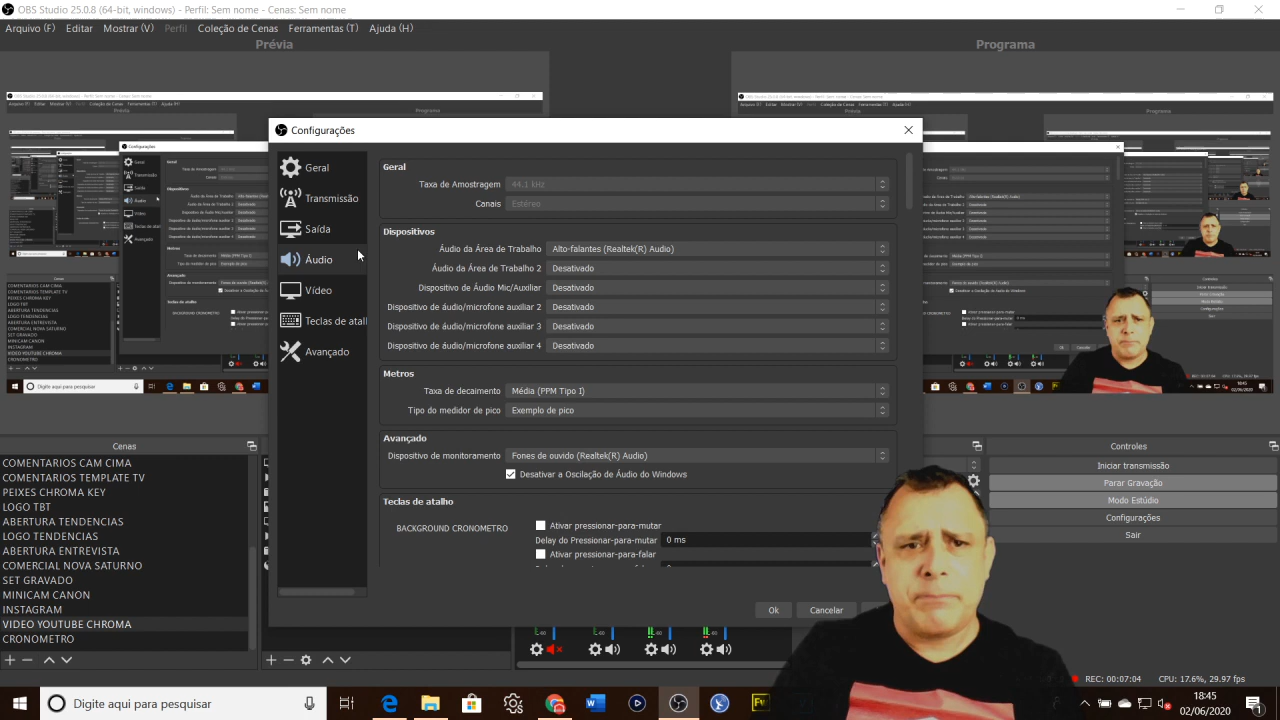 OBS Studio 25.0.8 (64-bit, windows) - Perfil: Sem nome - Cenas: Sem nome
Arquivo (F) Editar Mostrar (V) Perfil Coleção de Cenas Ferramentas (T) Ajuda (H)
Prévia
Programa
Configurações
Geral
Transmissão
Saída
Áudio
Vídeo
Teclas de atall
Avançado
Geral
Taxa de Amostragem 44.1 kHz
Canais Estéreo
Dispositivos
Áudio da Área de Trabalho Alto-falantes (Realtek(R) Audio)
Áudio da Área de Trabalho 2 Desativado
Dispositivo de Áudio Mic/Auxiliar Desativado
Dispositivo de áudio/microfone auxiliar 2 Desativado
Dispositivo de áudio/microfone auxiliar 3 Desativado
Dispositivo de áudio/microfone auxiliar 4 Desativado
Metros
Taxa de decaimento Média (PPM Tipo I)
Tipo do medidor de pico Exemplo de pico
Avançado
Dispositivo de monitoramento Fones de ouvido (Realtek(R) Audio)
Desativar a Oscilação de Áudio do Windows
Teclas de atalho
BACKGROUND CRONOMETRO
Ativar pressionar-para-mutar
Delay do Pressionar-para-mutar 0 ms
Ativar pressionar-para-falar
Ok Cancelar
Cenas
COMENTARIOS CAM CIMA
COMENTARIOS TEMPLATE TV
PEIXES CHROMA KEY
LOGO TBT
ABERTURA TENDENCIAS
LOGO TENDENCIAS
ABERTURA ENTREVISTA
COMERCIAL NOVA SATURNO
SET GRAVADO
MINICAM CANON
INSTAGRAM
VIDEO YOUTUBE CHROMA
CRONOMETRO
Controles
Iniciar transmissão
Parar Gravação
Modo Estúdio
Configurações
Sair
REC: 00:07:04 CPU: 17.6%, 29.97 fps
Digite aqui para pesquisar
18:45
02/06/2020